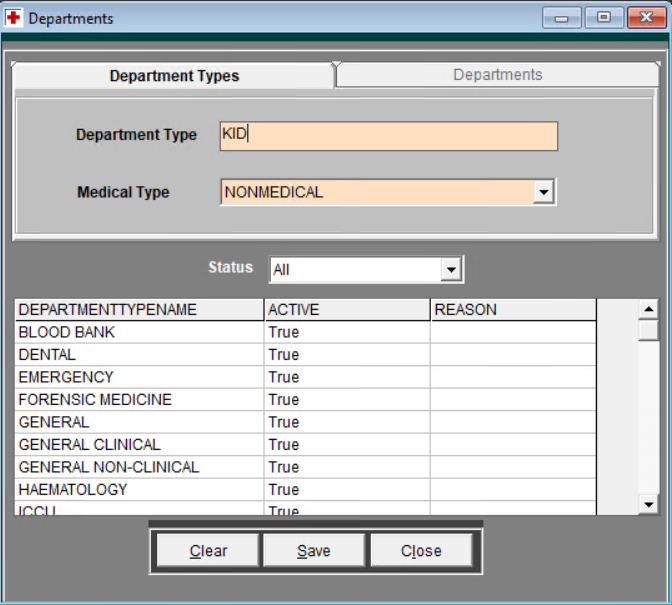 Departments
Department Types Departments
Department Type KID
Medical Type NONMEDICAL
Status All
DEPARTMENTTYPENAME ACTIVE REASON
BLOOD BANK True
DENTAL True
EMERGENCY True
FORENSIC MEDICINE True
GENERAL True
GENERAL CLINICAL True
GENERAL NON-CLINICAL True
HAEMATOLOGY True
ICCU True
Clear Save Close